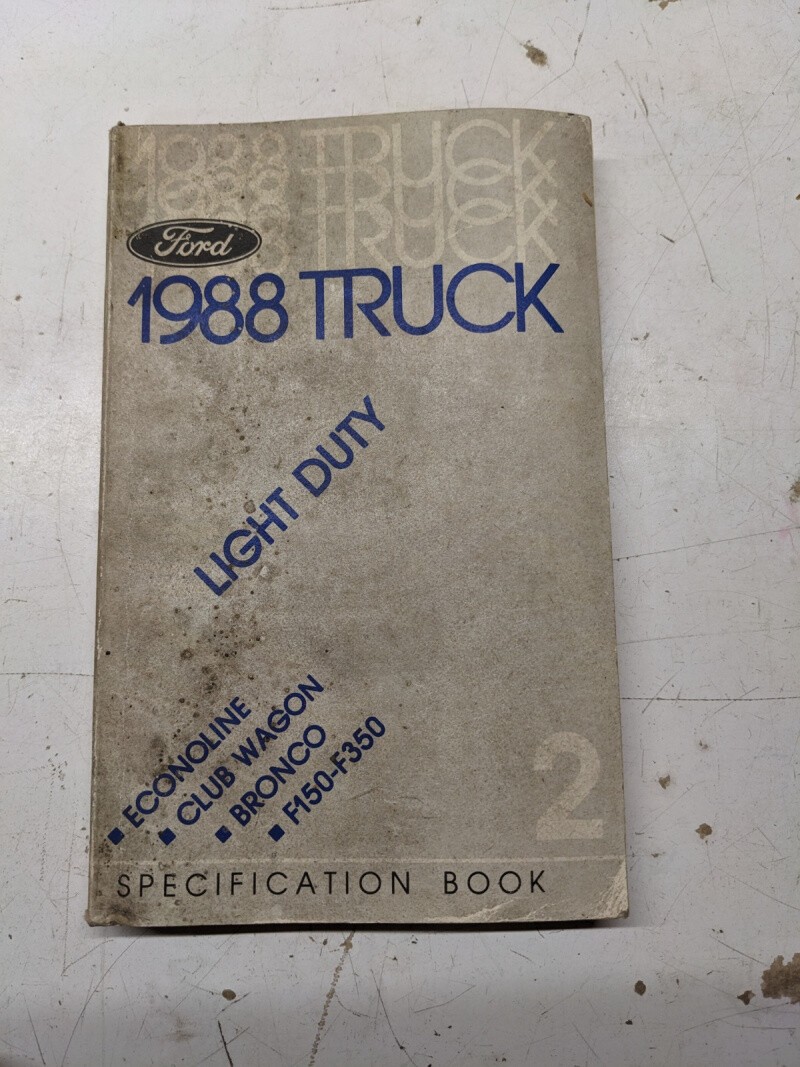 1988 TRUCK
1988 TRUCK
1988 TRUCK
Ford
1988 TRUCK
LIGHT DUTY
▪ ECONOLINE
▪ CLUB WAGON
▪ BRONCO
▪ F150-F350
2
SPECIFICATION BOOK